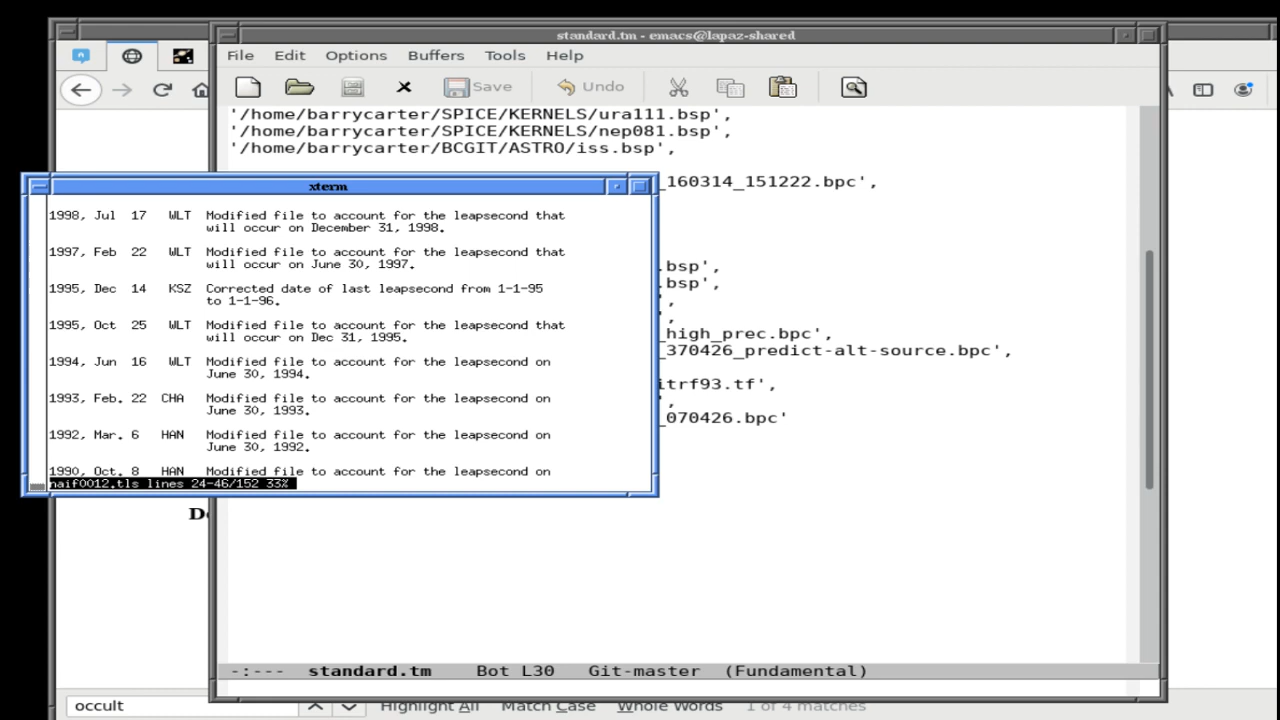 standard.tm - emacs@lapaz-shared
File Edit Options Buffers Tools Help
Save Undo
'/home/barrycarter/SPICE/KERNELS/ura111.bsp',
'/home/barrycarter/SPICE/KERNELS/nep081.bsp',
'/home/barrycarter/BCGIT/ASTRO/iss.bsp',
_160314_151222.bpc',
.bsp',
.bsp',
',
',
_high_prec.bpc',
_370426_predict-alt-source.bpc',
itrf93.tf',
',
_070426.bpc'
xterm
1998, Jul 17 WLT Modified file to account for the leapsecond that
will occur on December 31, 1998.
1997, Feb 22 WLT Modified file to account for the leapsecond that
will occur on June 30, 1997.
1995, Dec 14 KSZ Corrected date of last leapsecond from 1-1-95
to 1-1-96.
1995, Oct 25 WLT Modified file to account for the leapsecond that
will occur on Dec 31, 1995.
1994, Jun 16 WLT Modified file to account for the leapsecond on
June 30, 1994.
1993, Feb. 22 CHA Modified file to account for the leapsecond on
June 30, 1993.
1992, Mar. 6 HAN Modified file to account for the leapsecond on
June 30, 1992.
1990, Oct. 8 HAN Modified file to account for the leapsecond on
naif0012.tls lines 24-46/152 33%
-:--- standard.tm Bot L30 Git-master (Fundamental)
occult Highlight All Match Case Whole Words 1 of 4 matches